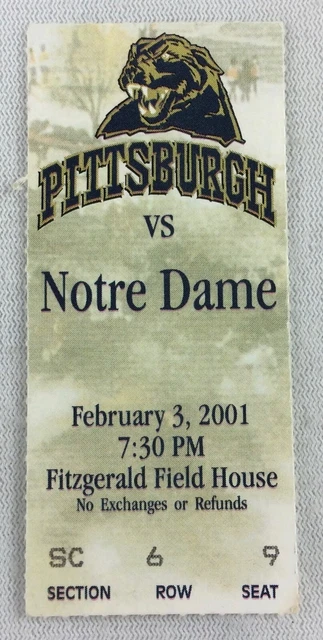 PITTSBURGH
VS
Notre Dame
February 3, 2001
7:30 PM
Fitzgerald Field House
No Exchanges or Refunds
SC 6 9
SECTION ROW SEAT